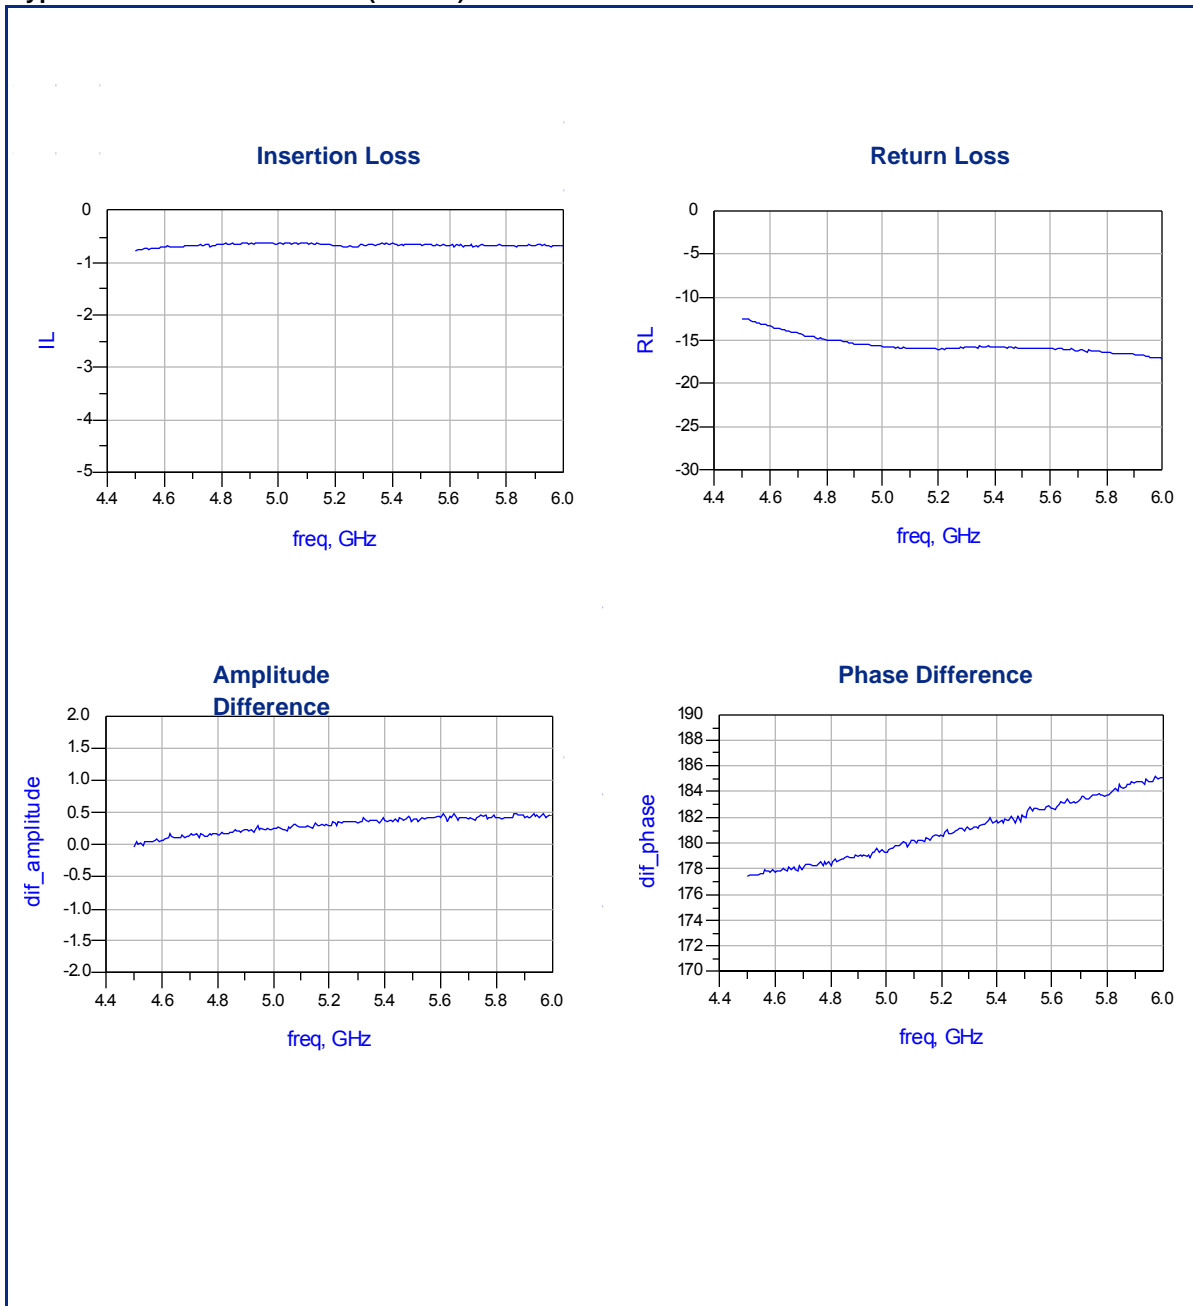 Insertion Loss
0
-1
-2
-3
-4
-5
IL
4.4 4.6 4.8 5.0 5.2 5.4 5.6 5.8 6.0
freq, GHz
Return Loss
0
-5
-10
-15
-20
-25
-30
RL
4.4 4.6 4.8 5.0 5.2 5.4 5.6 5.8 6.0
freq, GHz
Amplitude
Difference
2.0
1.5
1.0
0.5
0.0
-0.5
-1.0
-1.5
-2.0
dif_amplitude
4.4 4.6 4.8 5.0 5.2 5.4 5.6 5.8 6.0
freq, GHz
Phase Difference
190
188
186
184
182
180
178
176
174
172
170
dif_phase
4.4 4.6 4.8 5.0 5.2 5.4 5.6 5.8 6.0
freq, GHz